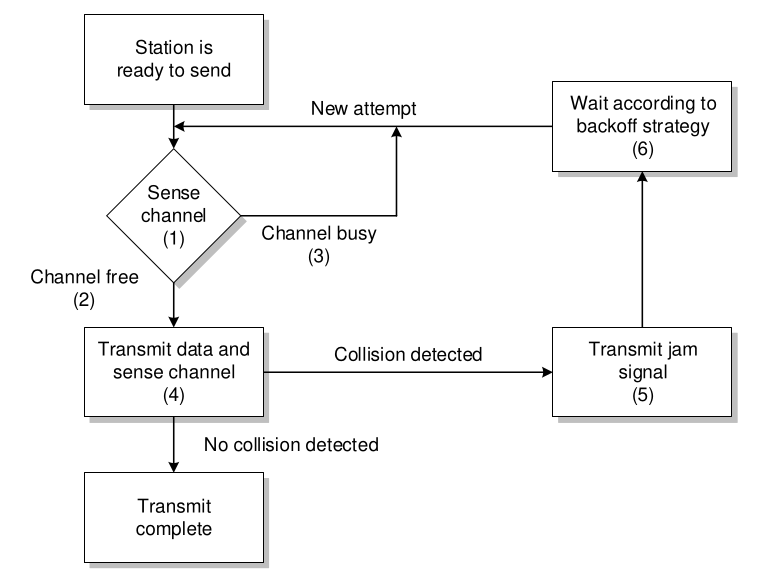 Station is
ready to send
New attempt
Wait according to
backoff strategy
(6)
Sense
channel
(1)
Channel busy
(3)
Channel free
(2)
Transmit data and
sense channel
(4)
Collision detected
Transmit jam
signal
(5)
No collision detected
Transmit
complete